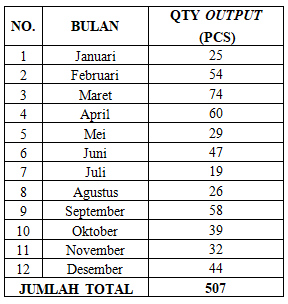 NO. BULAN QTY OUTPUT (PCS)
1 Januari 25
2 Februari 54
3 Maret 74
4 April 60
5 Mei 29
6 Juni 47
7 Juli 19
8 Agustus 26
9 September 58
10 Oktober 39
11 November 32
12 Desember 44
JUMLAH TOTAL 507